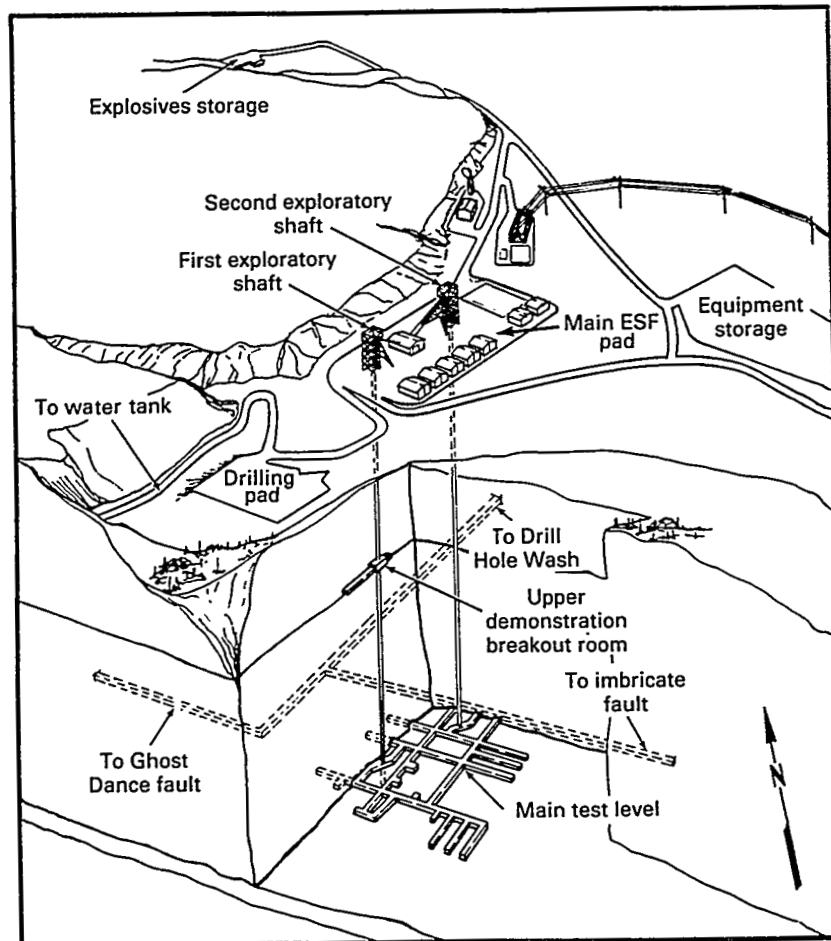 Explosives storage
Second exploratory
shaft
First exploratory
shaft
Main ESF
pad
Equipment
storage
To water tank
Drilling
pad
To Drill
Hole Wash
Upper
demonstration
breakout room
To imbricate
fault
To Ghost
Dance fault
Main test level
N